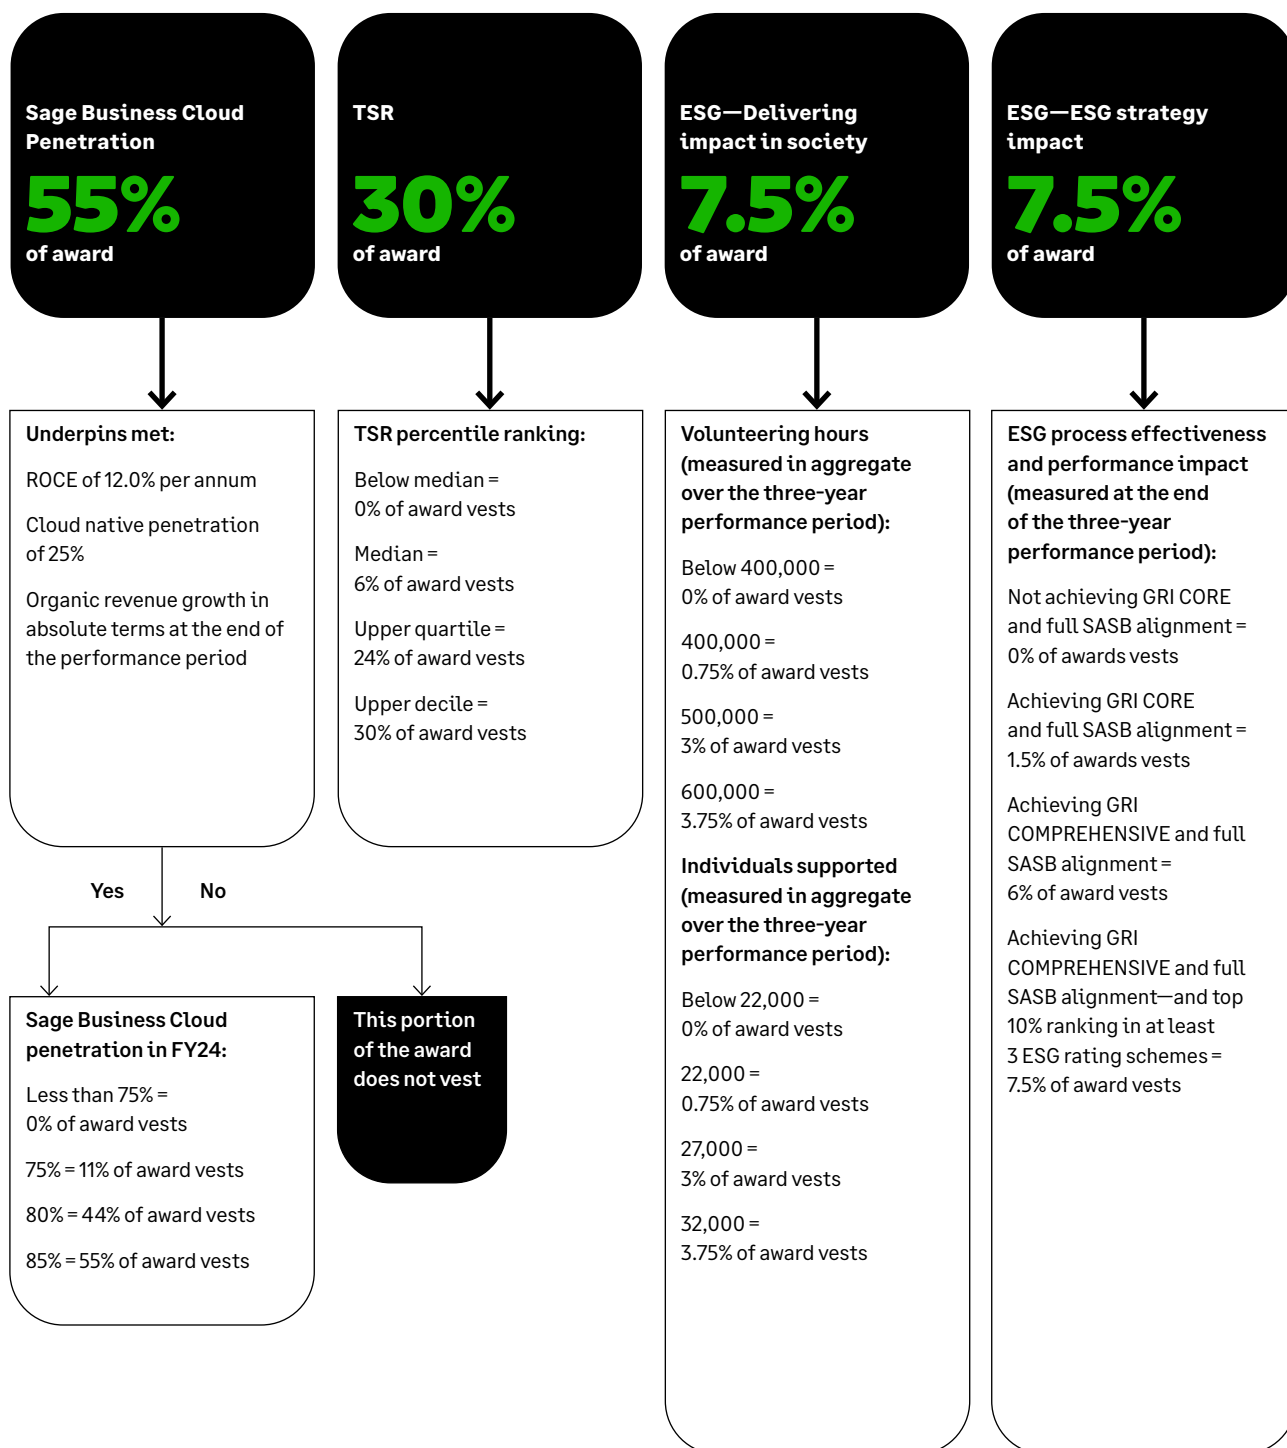 Sage Business Cloud
Penetration
55%
of award
TSR
30%
of award
ESG—Delivering
impact in society
7.5%
of award
ESG—ESG strategy
impact
7.5%
of award
Underpins met:
ROCE of 12.0% per annum
Cloud native penetration
of 25%
Organic revenue growth in
absolute terms at the end of
the performance period
Yes
No
Sage Business Cloud
penetration in FY24:
Less than 75% =
0% of award vests
75% = 11% of award vests
80% = 44% of award vests
85% = 55% of award vests
This portion
of the award
does not vest
TSR percentile ranking:
Below median =
0% of award vests
Median =
6% of award vests
Upper quartile =
24% of award vests
Upper decile =
30% of award vests
Volunteering hours
(measured in aggregate
over the three-year
performance period):
Below 400,000 =
0% of award vests
400,000 =
0.75% of award vests
500,000 =
3% of award vests
600,000 =
3.75% of award vests
Individuals supported
(measured in aggregate
over the three-year
performance period):
Below 22,000 =
0% of award vests
22,000 =
0.75% of award vests
27,000 =
3% of award vests
32,000 =
3.75% of award vests
ESG process effectiveness
and performance impact
(measured at the end
of the three-year
performance period):
Not achieving GRI CORE
and full SASB alignment =
0% of awards vests
Achieving GRI CORE
and full SASB alignment =
1.5% of awards vests
Achieving GRI
COMPREHENSIVE and full
SASB alignment =
6% of award vests
Achieving GRI
COMPREHENSIVE and full
SASB alignment—and top
10% ranking in at least
3 ESG rating schemes =
7.5% of award vests